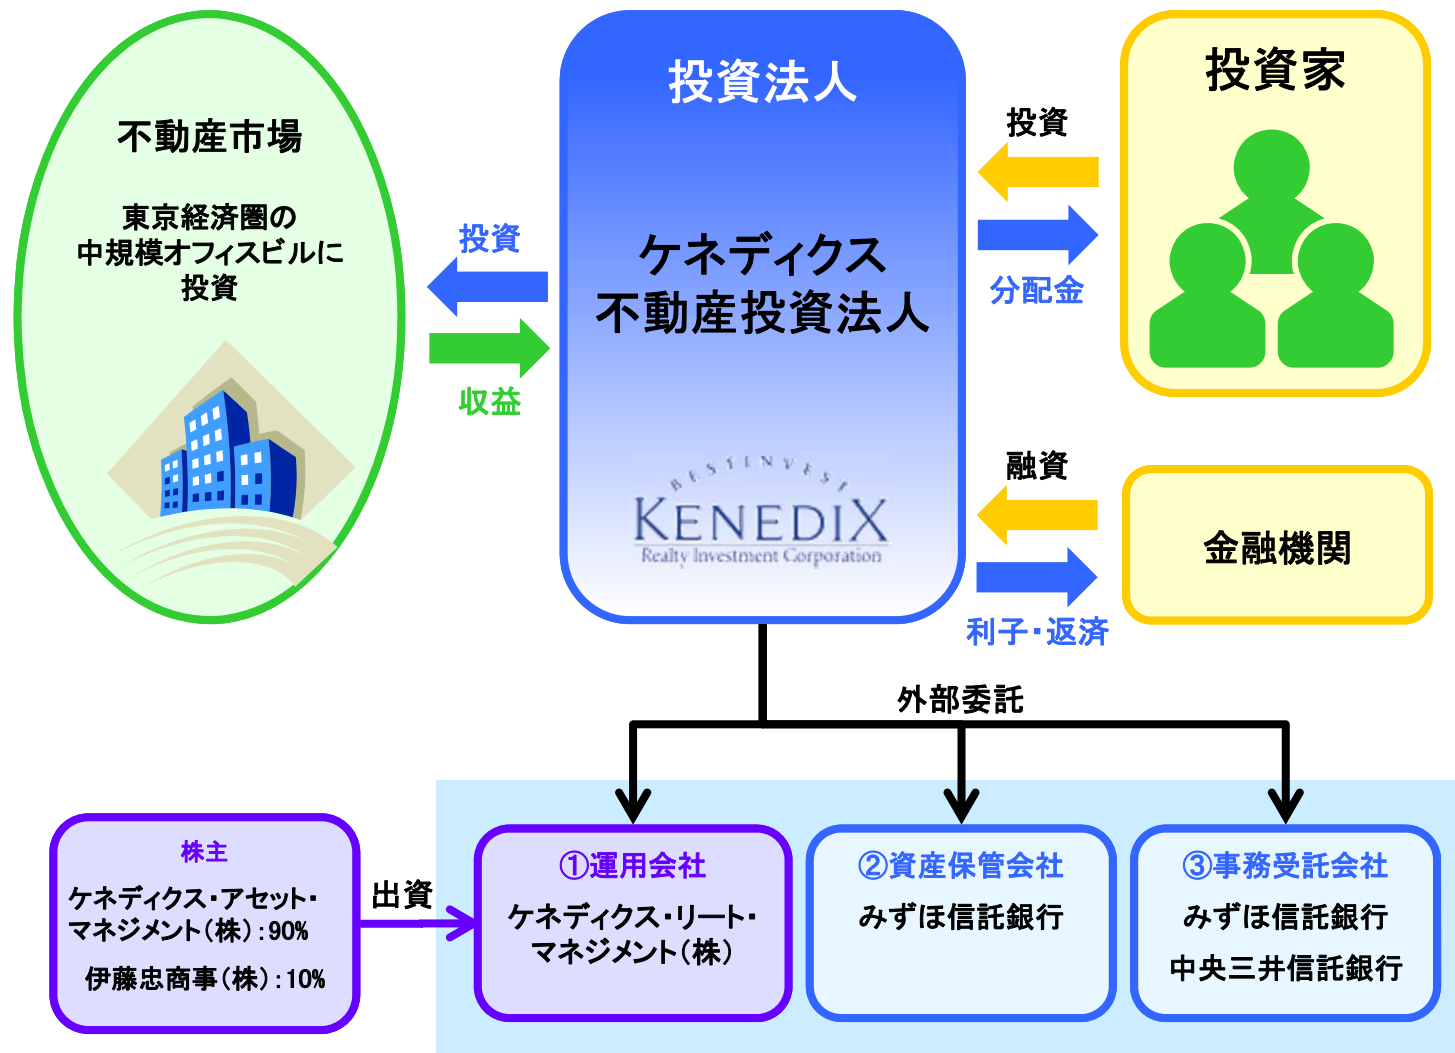 不動産市場
東京経済圏の
中規模オフィスビルに
投資
投資
収益
投資法人
ケネディクス
不動産投資法人
BESTINVEST
KENEDIX
Realty Investment Corporation
投資
分配金
投資家
融資
利子・返済
金融機関
外部委託
株主
ケネディクス・アセット・
マネジメント(株):90%
伊藤忠商事(株):10%
出資
①運用会社
ケネディクス・リート・
マネジメント(株)
②資産保管会社
みずほ信託銀行
③事務受託会社
みずほ信託銀行
中央三井信託銀行